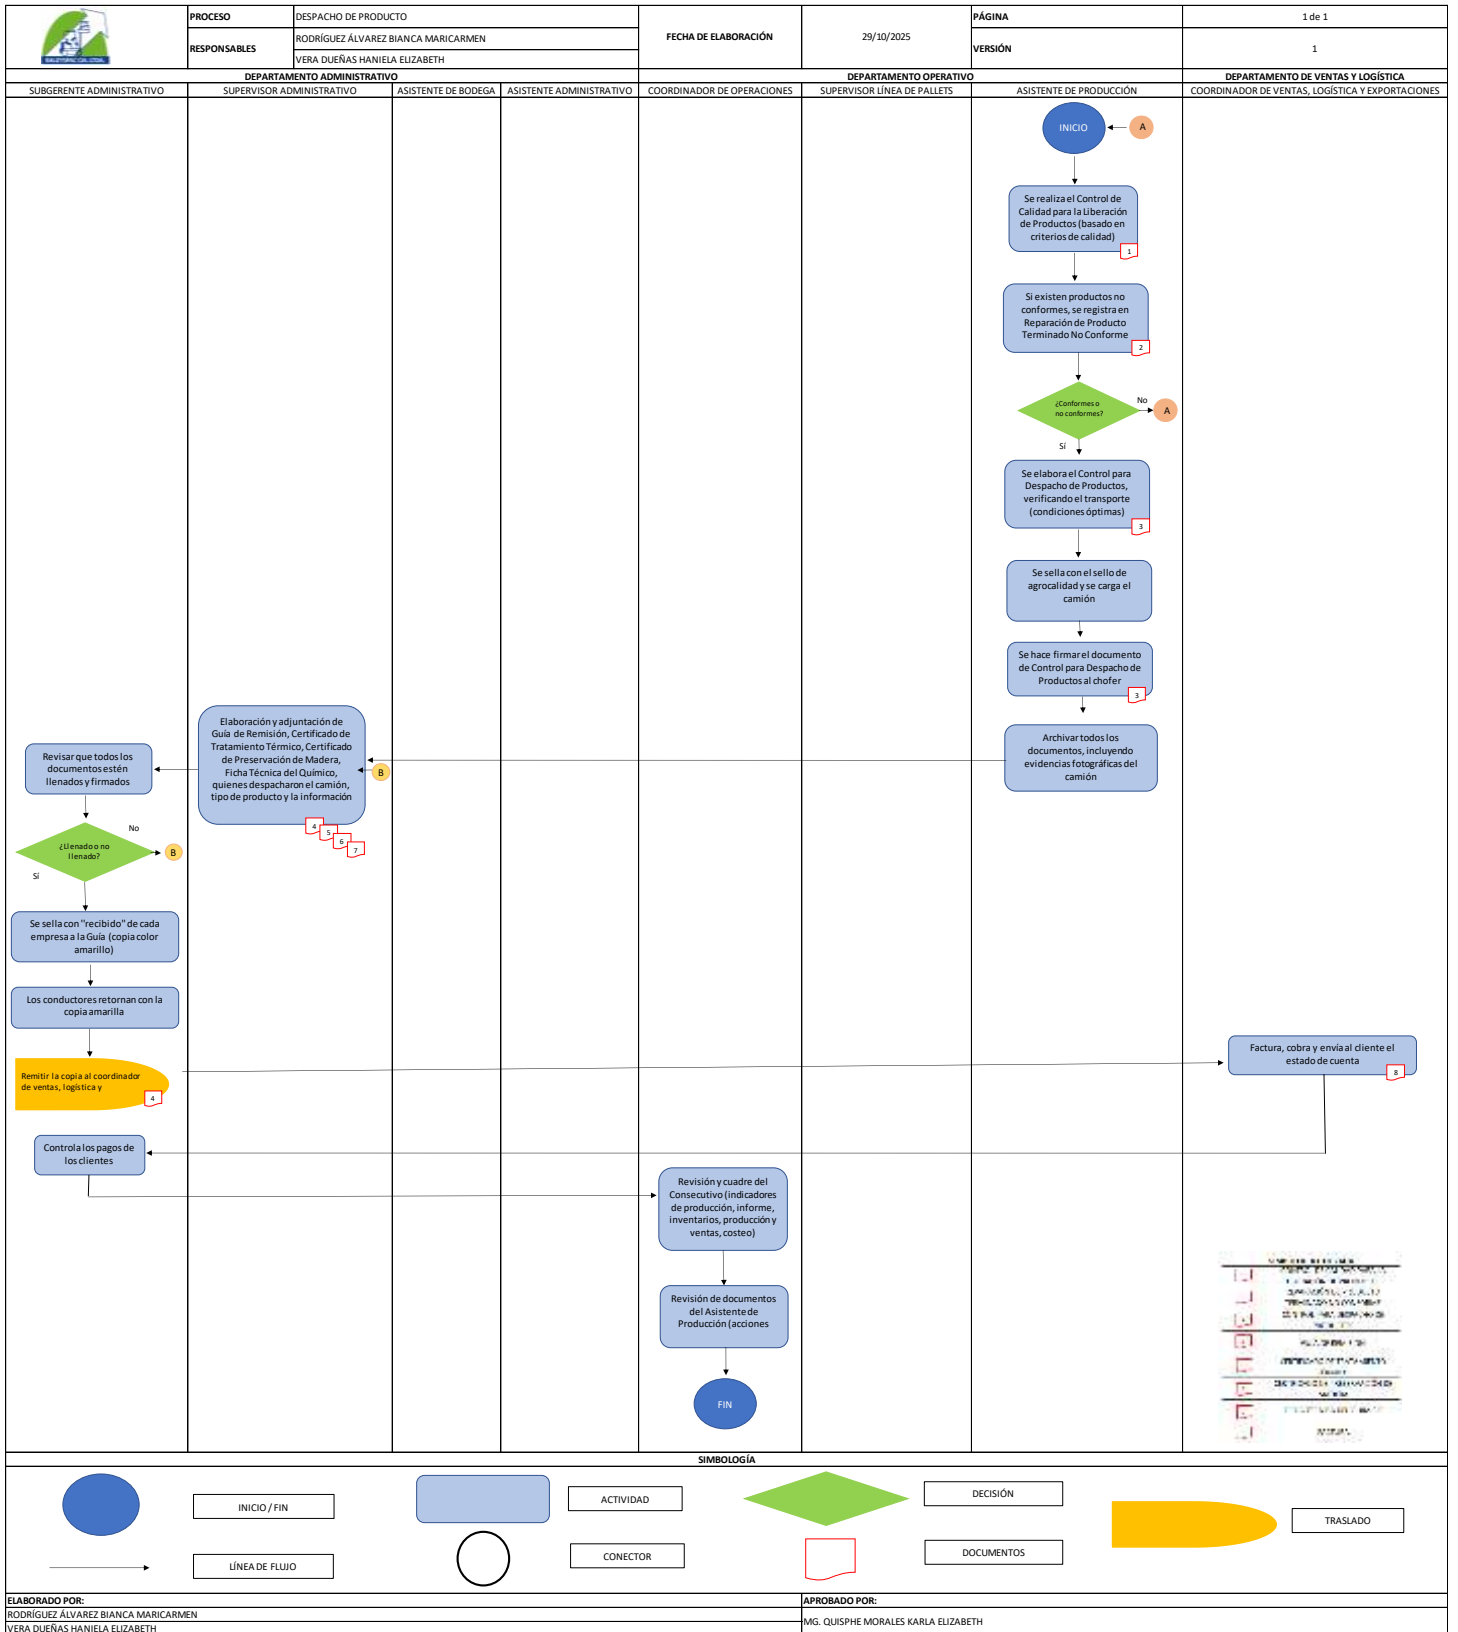 PROCESO
DESPACHO DE PRODUCTO
RESPONSABLES
RODRÍGUEZ ÁLVAREZ BIANCA MARICARMEN
VERA DUEÑAS HANIELA ELIZABETH
FECHA DE ELABORACIÓN
29/10/2025
PÁGINA
1 de 1
VERSIÓN
1
DEPARTAMENTO ADMINISTRATIVO
DEPARTAMENTO OPERATIVO
DEPARTAMENTO DE VENTAS Y LOGÍSTICA
SUBGERENTE ADMINISTRATIVO
SUPERVISOR ADMINISTRATIVO
ASISTENTE DE BODEGA
ASISTENTE ADMINISTRATIVO
COORDINADOR DE OPERACIONES
SUPERVISOR LÍNEA DE PALLETS
ASISTENTE DE PRODUCCIÓN
COORDINADOR DE VENTAS, LOGÍSTICA Y EXPORTACIONES
INICIO
A
Se realiza el Control de
Calidad para la Liberación
de Productos (basado en
criterios de calidad)
1
Si existen productos no
conformes, se registra en
Reparación de Producto
Terminado No Conforme
2
¿Conformes o
no conformes?
No
A
Sí
Se elabora el Control para
Despacho de Productos,
verificando el transporte
(condiciones óptimas)
3
Se sella con el sello de
agrocalidad y se carga el
camión
Se hace firmar el documento
de Control para Despacho de
Productos al chofer
3
Archivar todos los
documentos, incluyendo
evidencias fotográficas del
camión
Elaboración y adjuntación de
Guía de Remisión, Certificado de
Tratamiento Térmico, Certificado
de Preservación de Madera,
Ficha Técnica del Químico,
quienes despacharon el camión,
tipo de producto y la información
B
4
5
6
7
Revisar que todos los
documentos estén
llenados y firmados
¿Llenado o no
llenado?
No
B
Sí
Se sella con "recibido" de cada
empresa a la Guía (copia color
amarillo)
Los conductores retornan con la
copia amarilla
Remitir la copia al coordinador
de ventas, logística y
4
Factura, cobra y envía al cliente el
estado de cuenta
8
Controla los pagos de
los clientes
Revisión y cuadre del
Consecutivo (indicadores
de producción, informe,
inventarios, producción y
ventas, costeo)
Revisión de documentos
del Asistente de
Producción (acciones
FIN
SIMBOLOGÍA
INICIO / FIN
ACTIVIDAD
DECISIÓN
TRASLADO
LÍNEA DE FLUJO
CONECTOR
DOCUMENTOS
ELABORADO POR:
RODRÍGUEZ ÁLVAREZ BIANCA MARICARMEN
VERA DUEÑAS HANIELA ELIZABETH
APROBADO POR:
MG. QUISPHE MORALES KARLA ELIZABETH